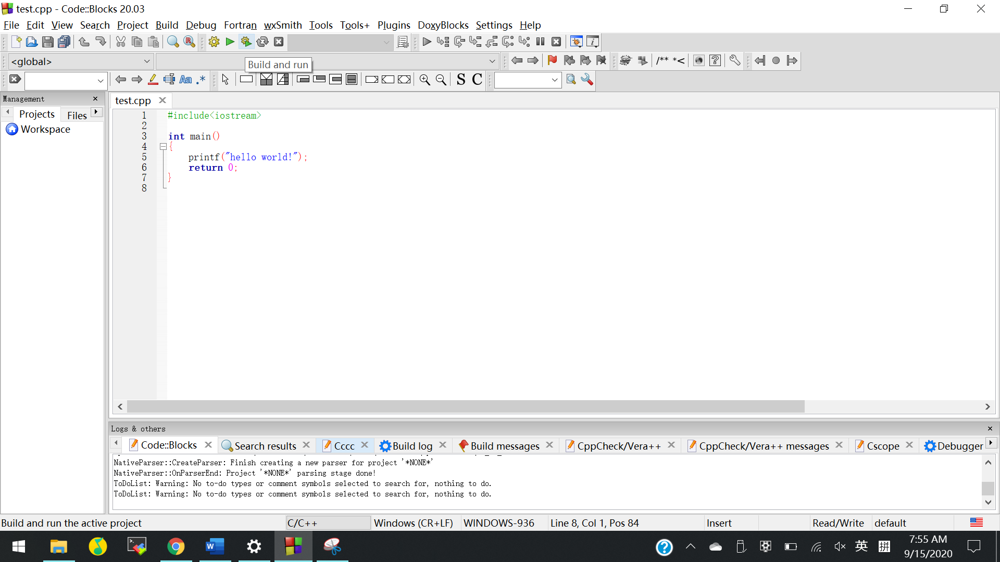 test.cpp - Code::Blocks 20.03
File Edit View Search Project Build Debug Fortran wxSmith Tools Tools+ Plugins DoxyBlocks Settings Help
<global>
Build and run
/** *<
Aa .*
S C
Management
Projects Files
Workspace
test.cpp
1 #include<iostream>
2
3 int main()
4 {
5 printf("hello world!");
6 return 0;
7 }
8
Logs & others
Code::Blocks Search results Cccc Build log Build messages CppCheck/Vera++ CppCheck/Vera++ messages Cscope Debugger
NativeParser::CreateParser: Finish creating a new parser for project '*NONE*'
NativeParser::OnParserEnd: Project '*NONE*' parsing stage done!
ToDoList: Warning: No to-do types or comment symbols selected to search for, nothing to do.
ToDoList: Warning: No to-do types or comment symbols selected to search for, nothing to do.
Build and run the active project C/C++ Windows (CR+LF) WINDOWS-936 Line 8, Col 1, Pos 84 Insert Read/Write default
英 拼 7:55 AM
9/15/2020